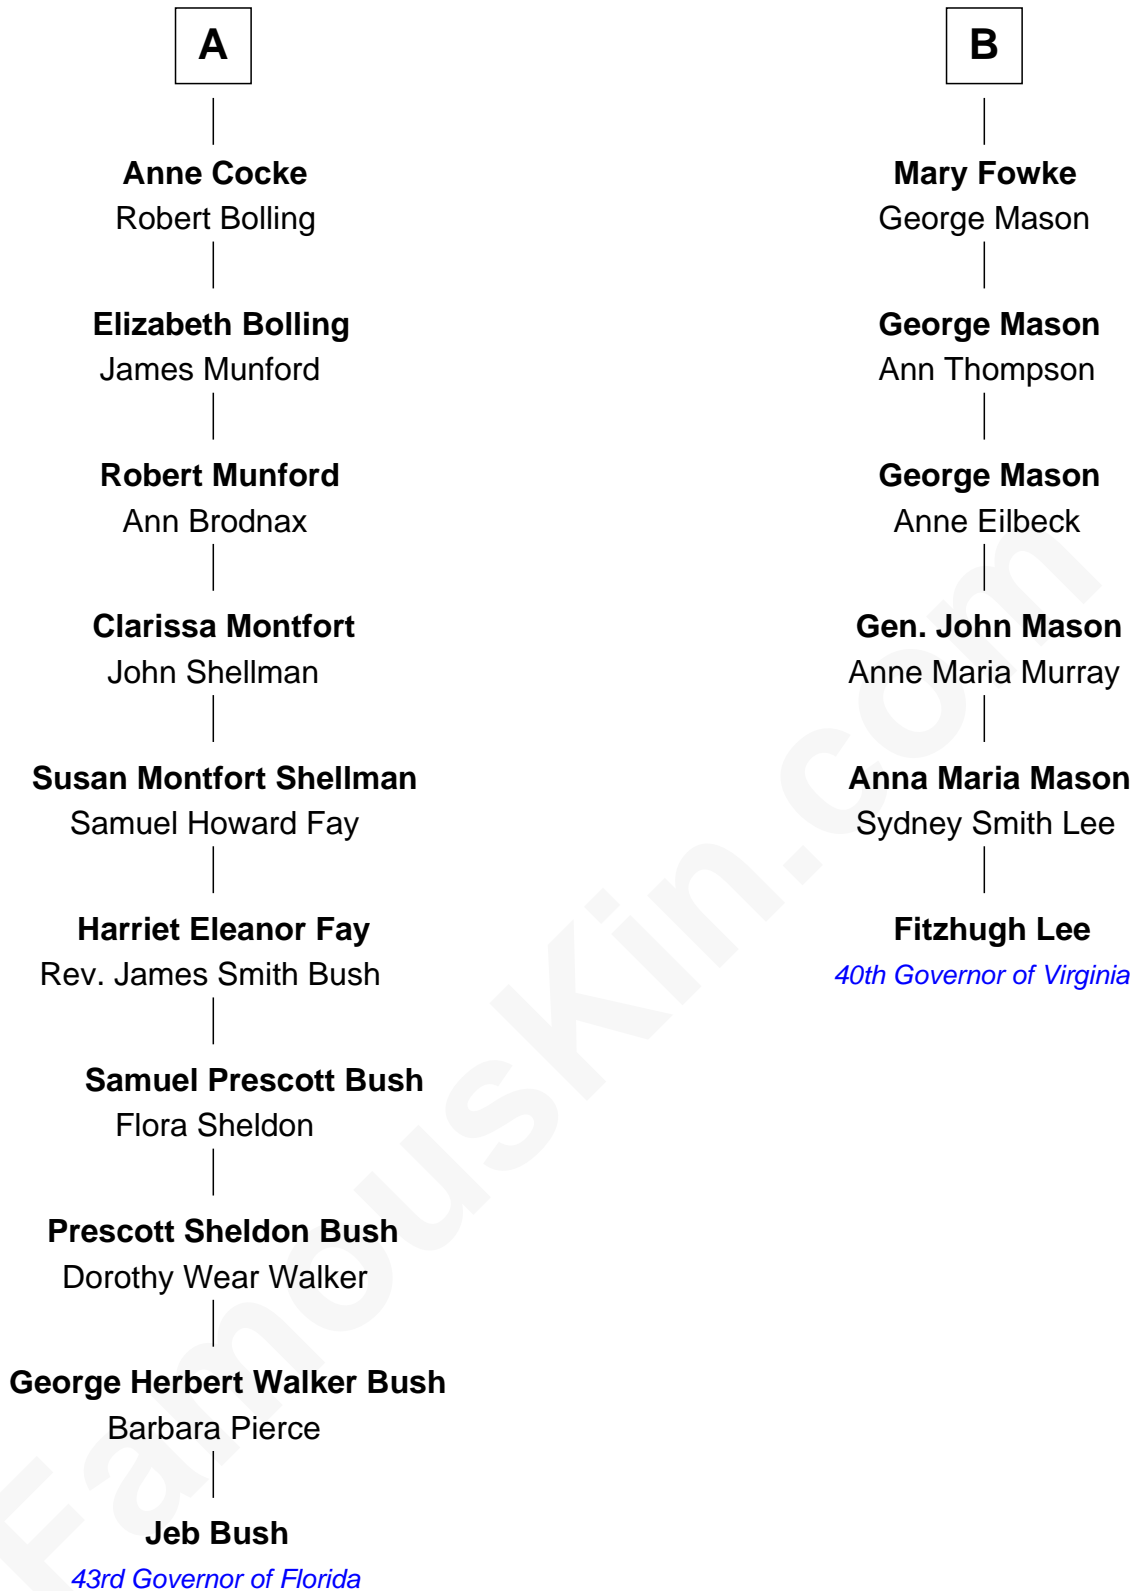 A
Anne Cocke
Robert Bolling
Elizabeth Bolling
James Munford
Robert Munford
Ann Brodnax
Clarissa Montfort
John Shellman
Susan Montfort Shellman
Samuel Howard Fay
Harriet Eleanor Fay
Rev. James Smith Bush
Samuel Prescott Bush
Flora Sheldon
Prescott Sheldon Bush
Dorothy Wear Walker
George Herbert Walker Bush
Barbara Pierce
Jeb Bush
43rd Governor of Florida
B
Mary Fowke
George Mason
George Mason
Ann Thompson
George Mason
Anne Eilbeck
Gen. John Mason
Anne Maria Murray
Anna Maria Mason
Sydney Smith Lee
Fitzhugh Lee
40th Governor of Virginia
FamousKin.com